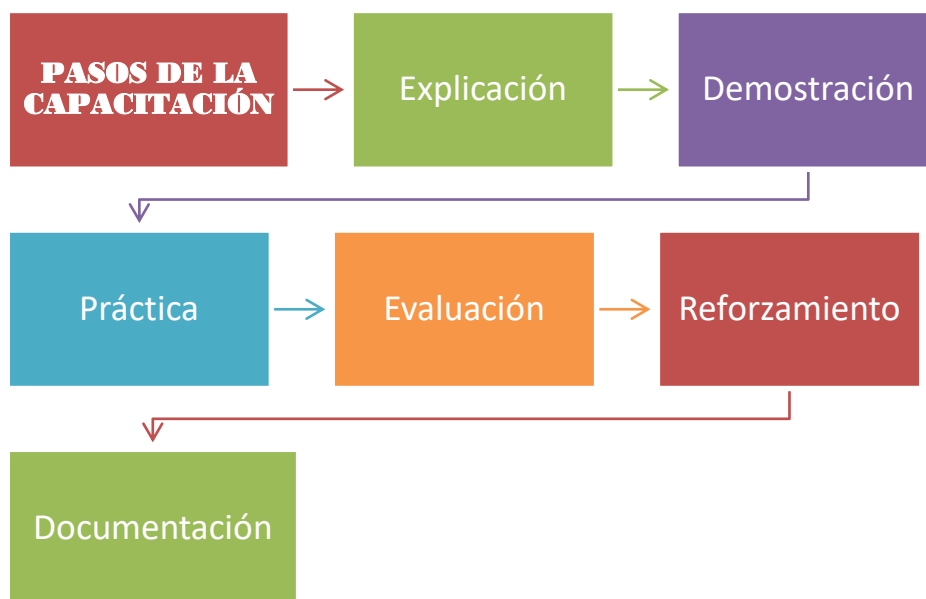 PASOS DE LA
CAPACITACIÓN
Explicación
Demostración
Práctica
Evaluación
Reforzamiento
Documentación